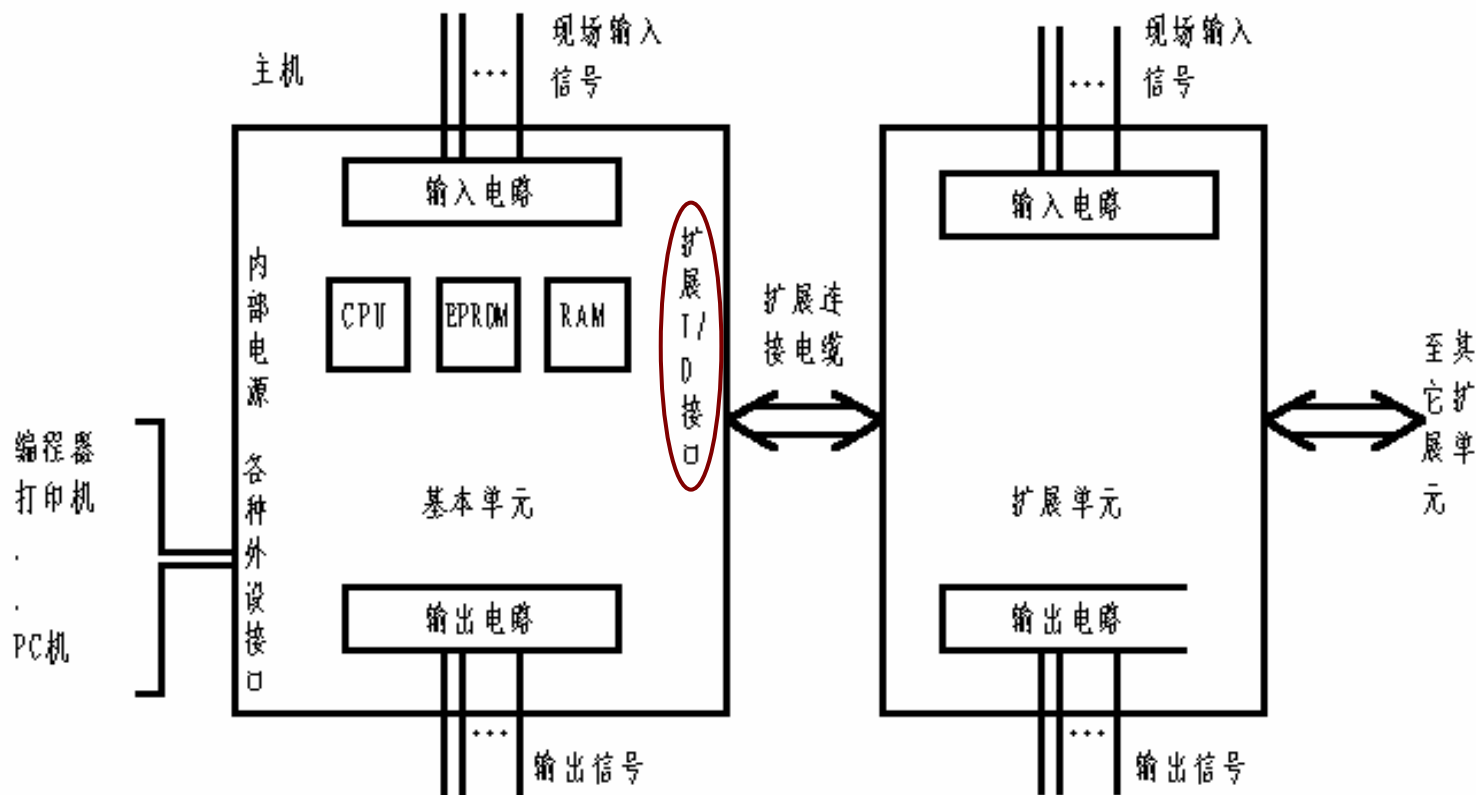 现场输入
信号
主机
输入电路
内部电源
CPU
EPROM
RAM
扩展I/O接口
各种外设接口
基本单元
输出电路
输出信号
编程器
打印机
.
.
PC机
扩展连
接电缆
现场输入
信号
输入电路
扩展单元
输出电路
输出信号
至其
它扩
展单
元